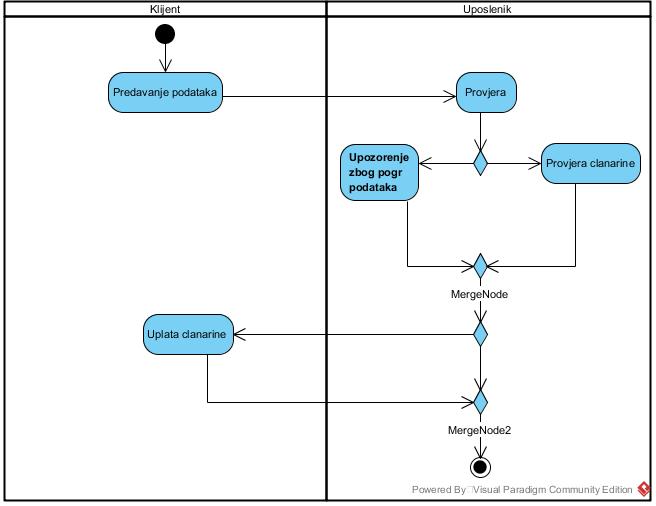 Klijent
Uposlenik
Predavanje podataka
Provjera
Upozorenje
zbog pogr
podataka
Provjera clanarine
MergeNode
Uplata clanarine
MergeNode2
Powered By Visual Paradigm Community Edition